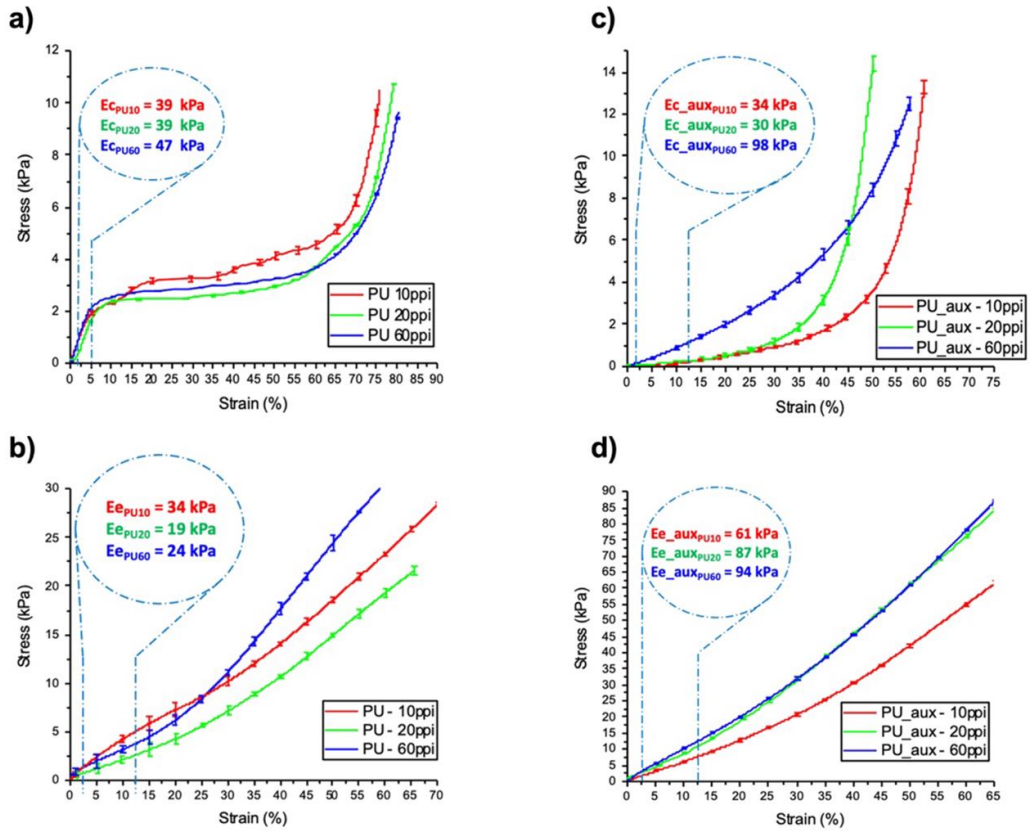 a)
12
10
8
6
4
2
0
Stress (kPa)
Ec_PU10 = 39 kPa
Ec_PU20 = 39 kPa
Ec_PU60 = 47 kPa
PU 10ppi
PU 20ppi
PU 60ppi
0 5 10 15 20 25 30 35 40 45 50 55 60 65 70 75 80 85 90
Strain (%)
c)
14
12
10
8
6
4
2
0
Stress (kPa)
Ec_aux_PU10 = 34 kPa
Ec_aux_PU20 = 30 kPa
Ec_aux_PU60 = 98 kPa
PU_aux - 10ppi
PU_aux - 20ppi
PU_aux - 60ppi
0 5 10 15 20 25 30 35 40 45 50 55 60 65 70 75
Strain (%)
b)
30
25
20
15
10
5
0
Stress (kPa)
Ee_PU10 = 34 kPa
Ee_PU20 = 19 kPa
Ee_PU60 = 24 kPa
PU - 10ppi
PU - 20ppi
PU - 60ppi
0 5 10 15 20 25 30 35 40 45 50 55 60 65 70
Strain (%)
d)
90
85
80
75
70
65
60
55
50
45
40
35
30
25
20
15
10
5
0
Stress (kPa)
Ee_aux_PU10 = 61 kPa
Ee_aux_PU20 = 87 kPa
Ee_aux_PU60 = 94 kPa
PU_aux - 10ppi
PU_aux - 20ppi
PU_aux - 60ppi
0 5 10 15 20 25 30 35 40 45 50 55 60 65
Strain (%)